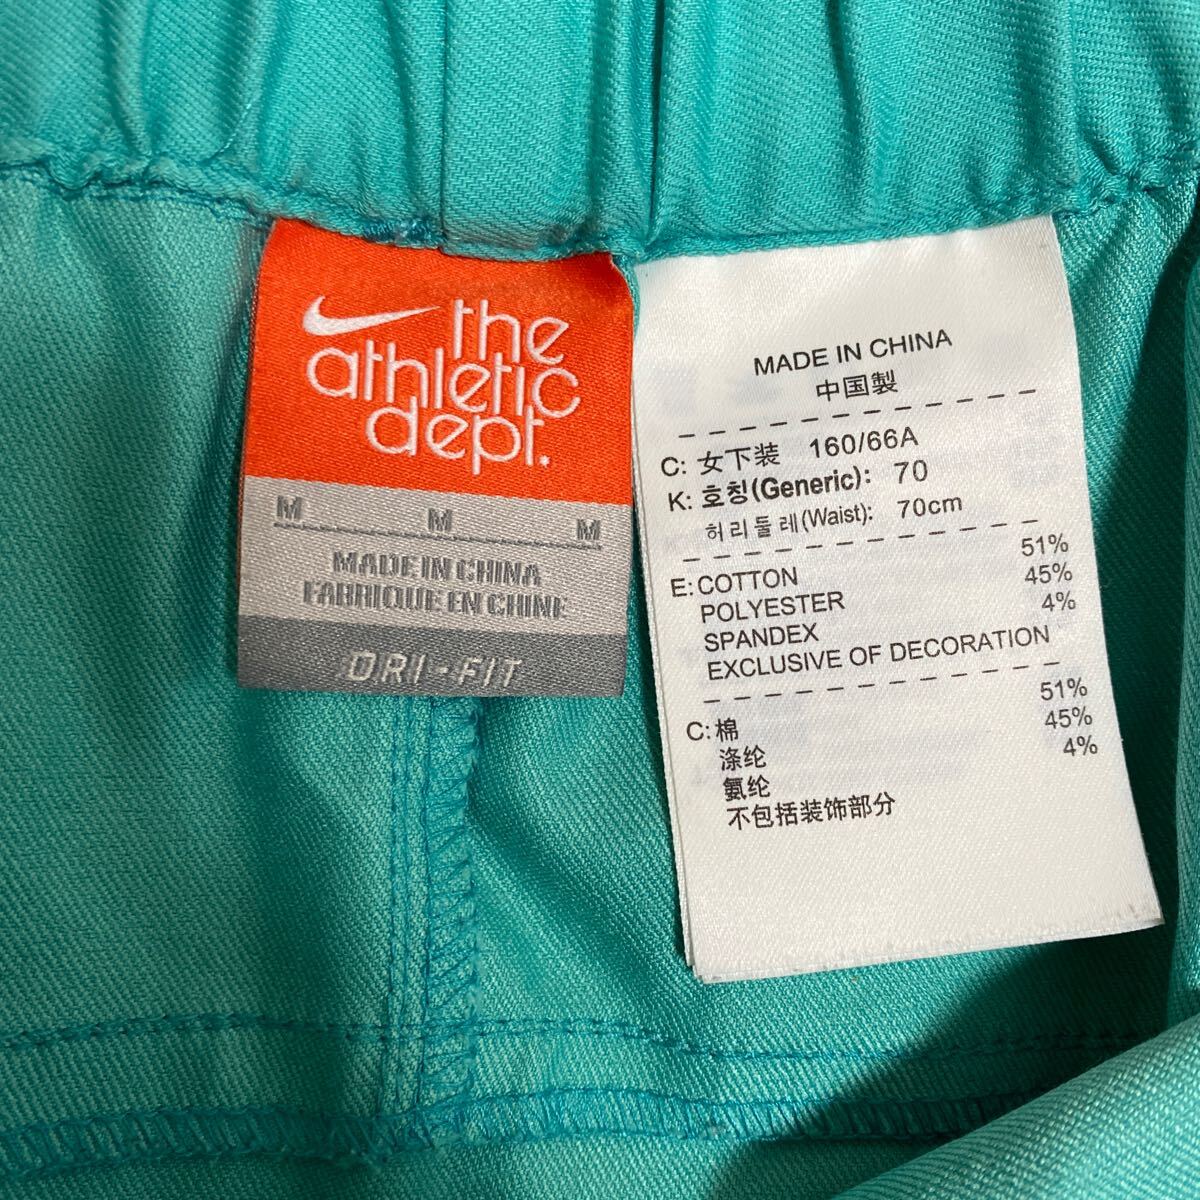 the
athletic
dept.
M M M
MADE IN CHINA
FABRIQUE EN CHINE
DRI-FIT
MADE IN CHINA
中国製
C: 女下装 160/66A
K: 호칭(Generic): 70
허리둘레(Waist): 70cm
E: COTTON 51%
POLYESTER 45%
SPANDEX 4%
EXCLUSIVE OF DECORATION
C: 棉 51%
涤纶 45%
氨纶 4%
不包括装饰部分